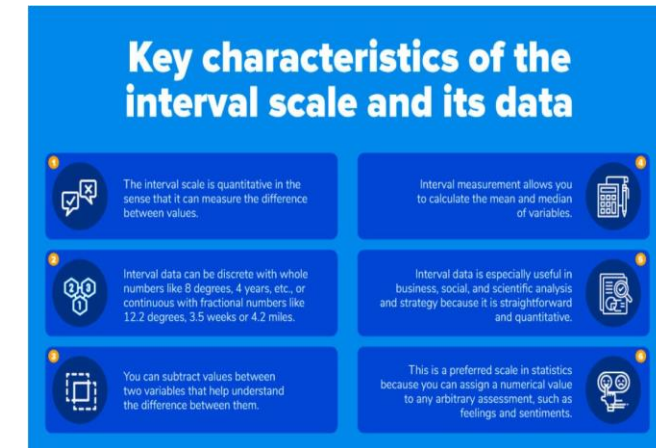 Key characteristics of the
interval scale and its data
1
The interval scale is quantitative in the
sense that it can measure the difference
between values.
2
Interval data can be discrete with whole
numbers like 8 degrees, 4 years, etc., or
continuous with fractional numbers like
12.2 degrees, 3.5 weeks or 4.2 miles.
2 3
1
3
You can subtract values between
two variables that help understand
the difference between them.
4
Interval measurement allows you
to calculate the mean and median
of variables.
5
Interval data is especially useful in
business, social, and scientific analysis
and strategy because it is straightforward
and quantitative.
6
This is a preferred scale in statistics
because you can assign a numerical value
to any arbitrary assessment, such as
feelings and sentiments.